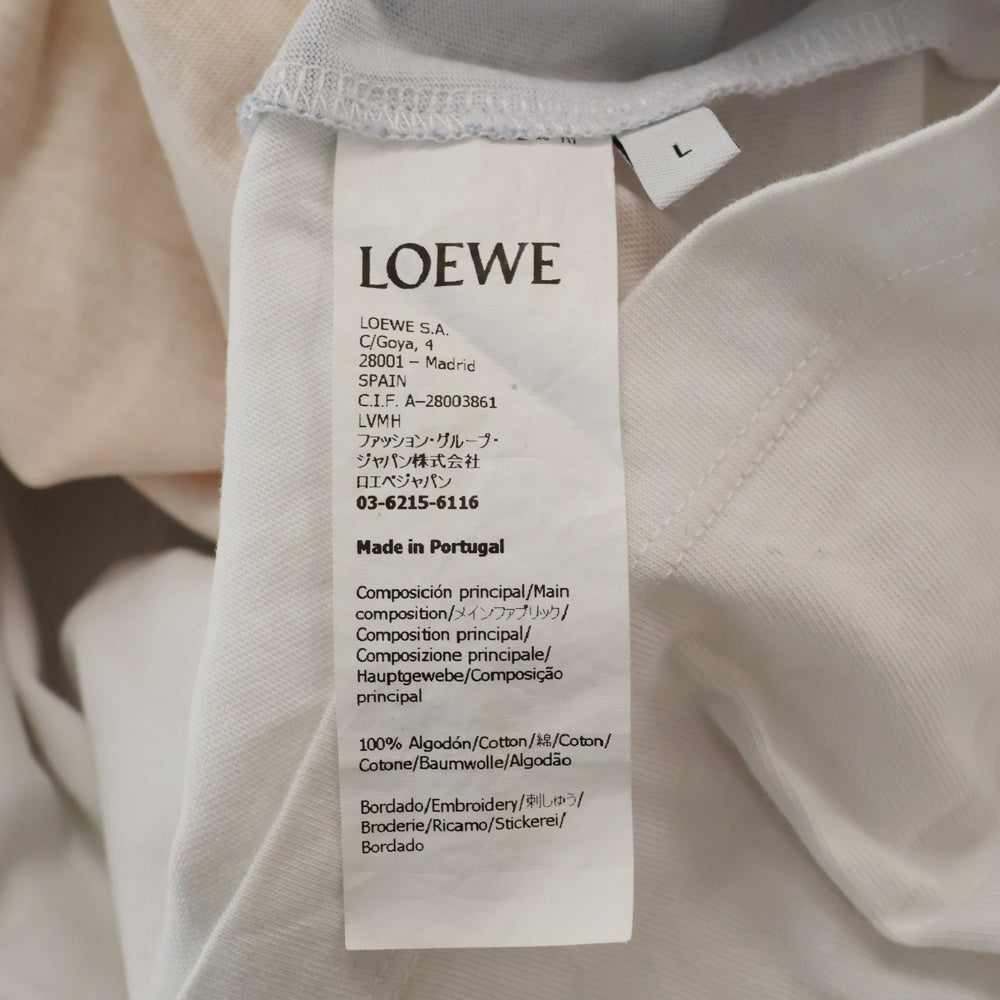 L
LOEWE
LOEWE S.A.
C/Goya, 4
28001 – Madrid
SPAIN
C.I.F. A–28003861
LVMH
ファッション・グループ・
ジャパン株式会社
ロエベジャパン
03-6215-6116
Made in Portugal
Composición principal/Main
composition/メインファブリック/
Composition principal/
Composizione principale/
Hauptgewebe/Composição
principal
100% Algodón/Cotton/綿/Coton/
Cotone/Baumwolle/Algodão
Bordado/Embroidery/刺しゅう/
Broderie/Ricamo/Stickerei/
Bordado